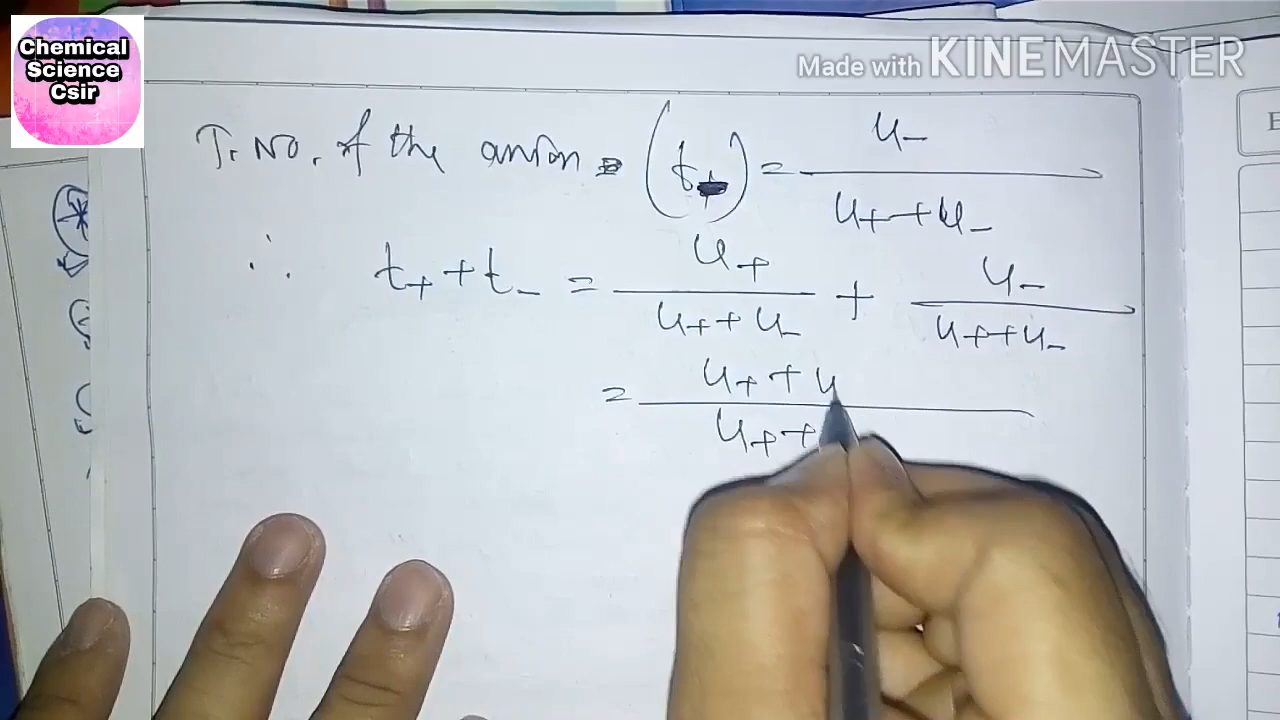 Chemical
Science
Csir
Made with KINEMASTER
T. No. of the anion (t-) = u-
u+ + u-
∴ t+ + t- = u+ / u+ + u- + u- / u+ + u-
= u+ + u
u+ +
E